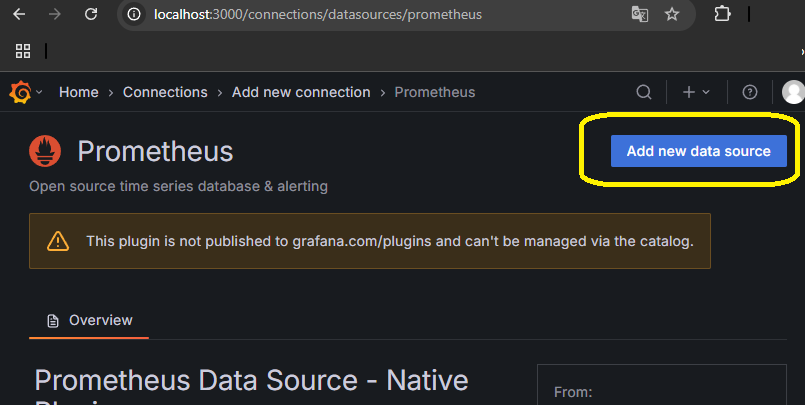 localhost:3000/connections/datasources/prometheus
Home > Connections > Add new connection > Prometheus
Prometheus
Add new data source
Open source time series database & alerting
This plugin is not published to grafana.com/plugins and can't be managed via the catalog.
Overview
Prometheus Data Source - Native
From: